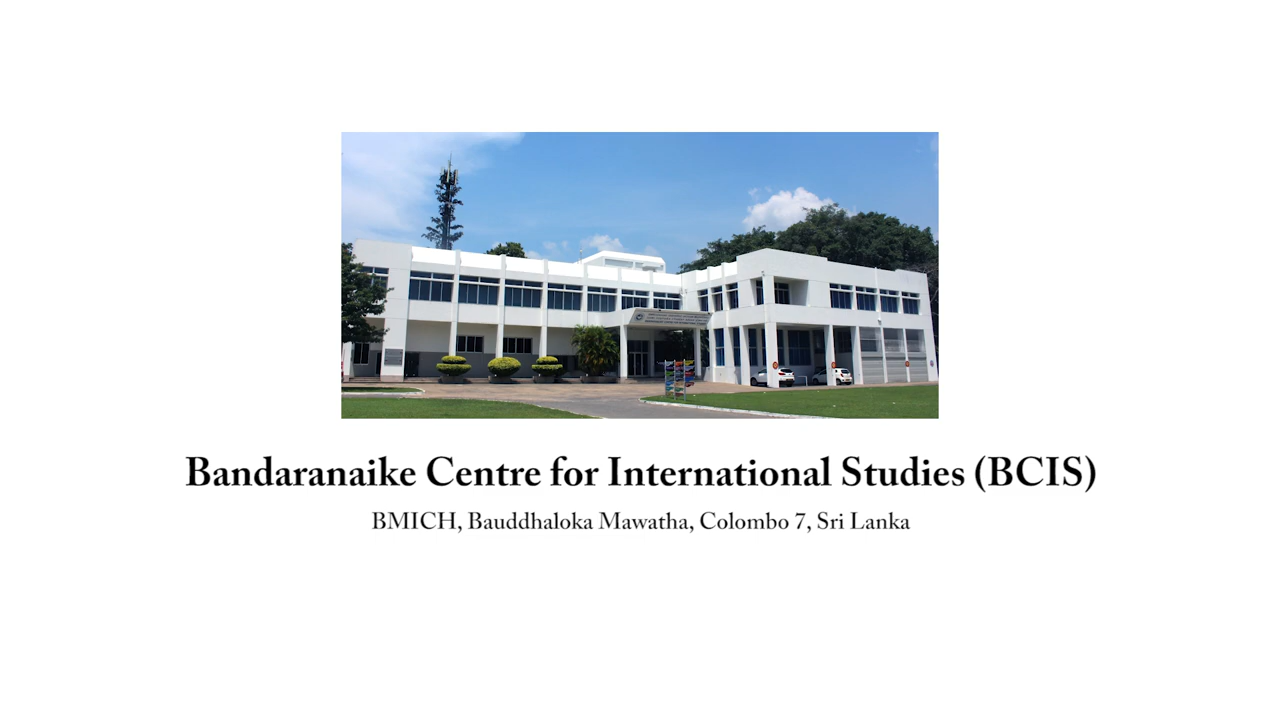 Bandaranaike Centre for International Studies (BCIS)
BMICH, Bauddhaloka Mawatha, Colombo 7, Sri Lanka